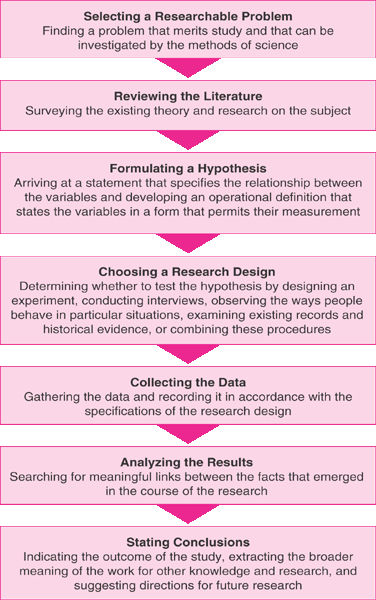 Selecting a Researchable Problem
Finding a problem that merits study and that can be
investigated by the methods of science
Reviewing the Literature
Surveying the existing theory and research on the subject
Formulating a Hypothesis
Arriving at a statement that specifies the relationship between
the variables and developing an operational definition that
states the variables in a form that permits their measurement
Choosing a Research Design
Determining whether to test the hypothesis by designing an
experiment, conducting interviews, observing the ways people
behave in particular situations, examining existing records and
historical evidence, or combining these procedures
Collecting the Data
Gathering the data and recording it in accordance with the
specifications of the research design
Analyzing the Results
Searching for meaningful links between the facts that emerged
in the course of the research
Stating Conclusions
Indicating the outcome of the study, extracting the broader
meaning of the work for other knowledge and research, and
suggesting directions for future research